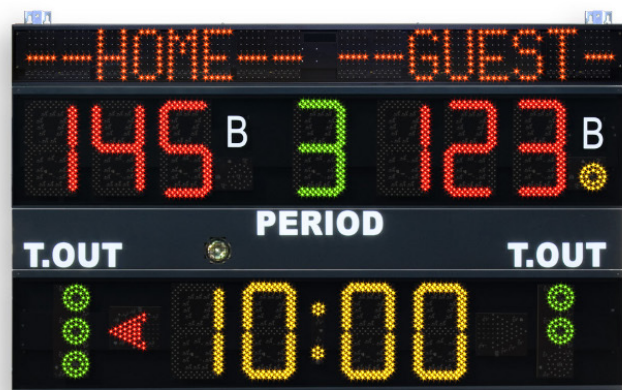 --HOME-- --GUEST-
145 B 3 123 B
PERIOD
T.OUT T.OUT
10:00